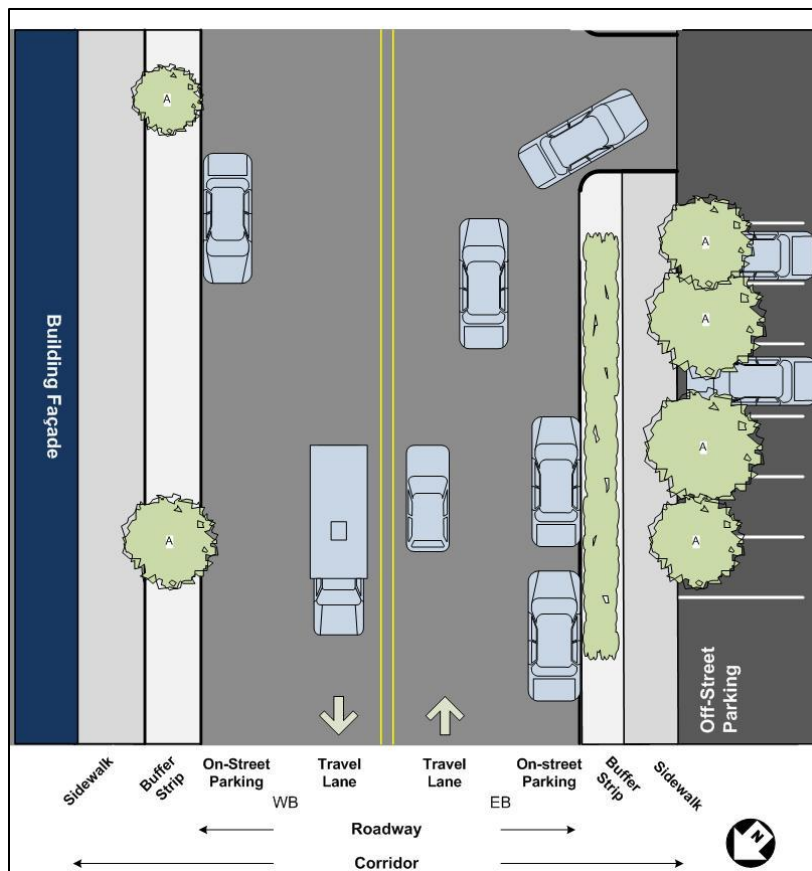 A
A
A
A
A
A
Building Façade
Off-Street
Parking
Sidewalk
Buffer
Strip
On-Street
Parking
Travel
Lane
Travel
Lane
On-street
Parking
Buffer
Strip
Sidewalk
WB
EB
Roadway
Corridor
N